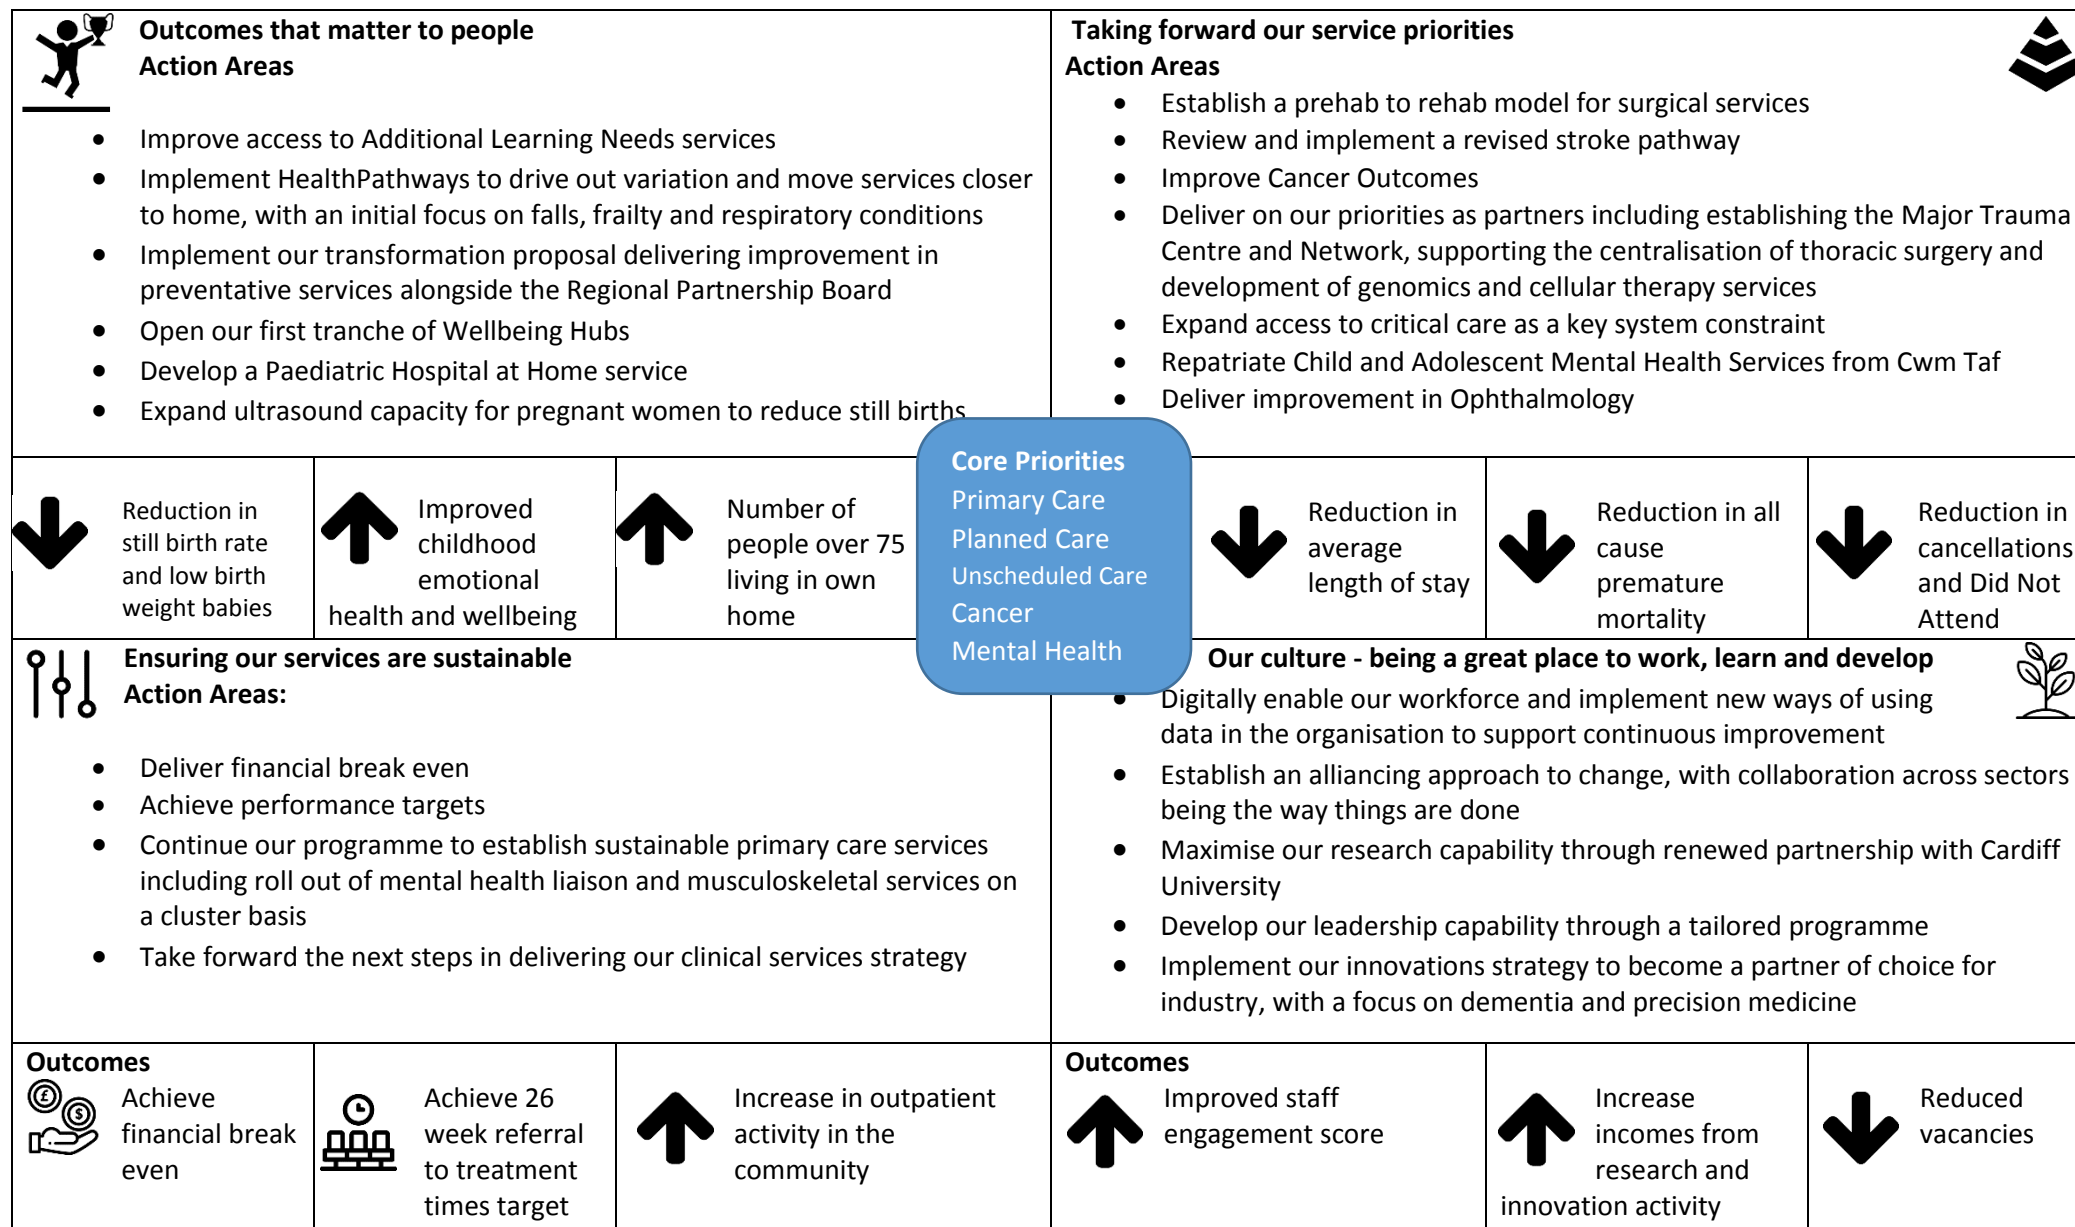 Outcomes that matter to people
Action Areas
• Improve access to Additional Learning Needs services
• Implement HealthPathways to drive out variation and move services closer
to home, with an initial focus on falls, frailty and respiratory conditions
• Implement our transformation proposal delivering improvement in
preventative services alongside the Regional Partnership Board
• Open our first tranche of Wellbeing Hubs
• Develop a Paediatric Hospital at Home service
• Expand ultrasound capacity for pregnant women to reduce still births
Taking forward our service priorities
Action Areas
• Establish a prehab to rehab model for surgical services
• Review and implement a revised stroke pathway
• Improve Cancer Outcomes
• Deliver on our priorities as partners including establishing the Major Trauma
Centre and Network, supporting the centralisation of thoracic surgery and
development of genomics and cellular therapy services
• Expand access to critical care as a key system constraint
• Repatriate Child and Adolescent Mental Health Services from Cwm Taf
• Deliver improvement in Ophthalmology
Reduction in
still birth rate
and low birth
weight babies
Improved
childhood
emotional
health and wellbeing
Number of
people over 75
living in own
home
Core Priorities
Primary Care
Planned Care
Unscheduled Care
Cancer
Mental Health
Reduction in
average
length of stay
Reduction in all
cause
premature
mortality
Reduction in
cancellations
and Did Not
Attend
Ensuring our services are sustainable
Action Areas:
• Deliver financial break even
• Achieve performance targets
• Continue our programme to establish sustainable primary care services
including roll out of mental health liaison and musculoskeletal services on
a cluster basis
• Take forward the next steps in delivering our clinical services strategy
Our culture - being a great place to work, learn and develop
• Digitally enable our workforce and implement new ways of using
data in the organisation to support continuous improvement
• Establish an alliancing approach to change, with collaboration across sectors
being the way things are done
• Maximise our research capability through renewed partnership with Cardiff
University
• Develop our leadership capability through a tailored programme
• Implement our innovations strategy to become a partner of choice for
industry, with a focus on dementia and precision medicine
Outcomes
£
$
Achieve
financial break
even
Achieve 26
week referral
to treatment
times target
Increase in outpatient
activity in the
community
Outcomes
Improved staff
engagement score
Increase
incomes from
research and
innovation activity
Reduced
vacancies